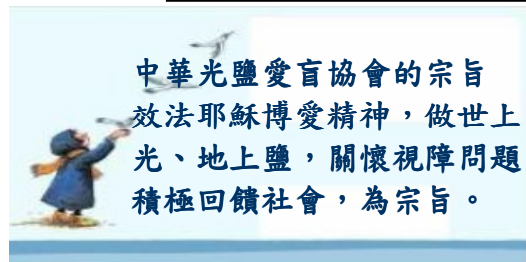 中華光鹽愛盲協會的宗旨
效法耶穌博愛精神，做世上
光、地上鹽，關懷視障問題
積極回饋社會，為宗旨。